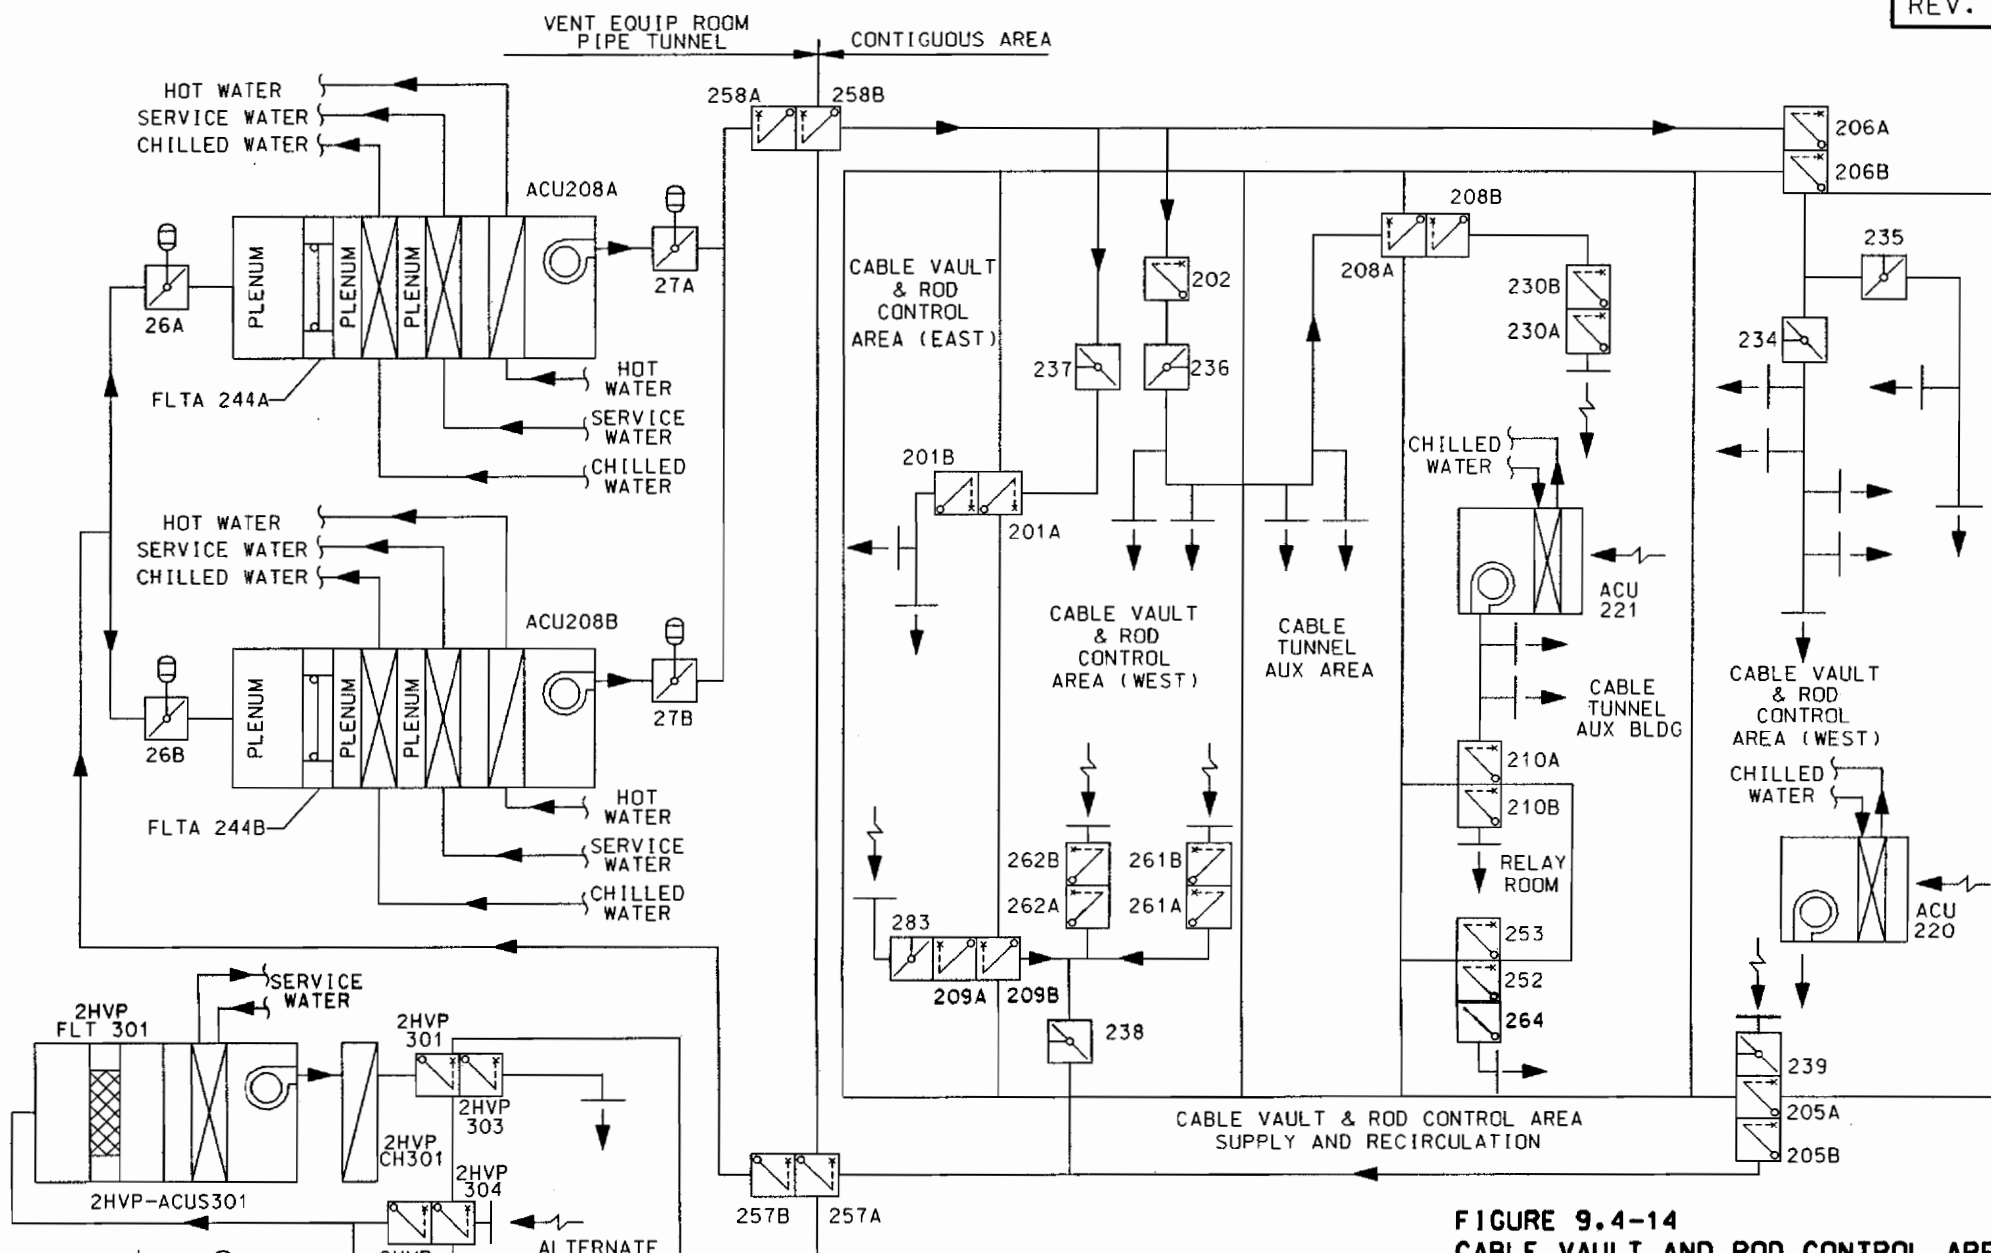 REV.
VENT EQUIP ROOM
PIPE TUNNEL
CONTIGUOUS AREA
HOT WATER
SERVICE WATER
CHILLED WATER
258A
258B
206A
206B
ACU208A
26A
PLENUM
PLENUM
PLENUM
27A
FLTA 244A
HOT
WATER
SERVICE
WATER
CHILLED
WATER
CABLE VAULT
& ROD
CONTROL
AREA (EAST)
202
237
236
208B
208A
230B
230A
235
234
201B
201A
CHILLED
WATER
ACU
221
HOT WATER
SERVICE WATER
CHILLED WATER
ACU208B
26B
PLENUM
PLENUM
PLENUM
27B
FLTA 244B
HOT
WATER
SERVICE
WATER
CHILLED
WATER
CABLE VAULT
& ROD
CONTROL
AREA (WEST)
CABLE
TUNNEL
AUX AREA
CABLE
TUNNEL
AUX BLDG
CABLE VAULT
& ROD
CONTROL
AREA (WEST)
CHILLED
WATER
210A
210B
RELAY
ROOM
262B
261B
262A
261A
283
209A
209B
238
253
252
264
ACU
220
239
205A
205B
SERVICE
WATER
2HVP
FLT 301
2HVP
301
2HVP
303
2HVP
CH301
2HVP
304
2HVP-ACUS301
CABLE VAULT & ROD CONTROL AREA
SUPPLY AND RECIRCULATION
257B
257A
ALTERNATE
FIGURE 9.4-14
CABLE VAULT AND ROD CONTROL ARE